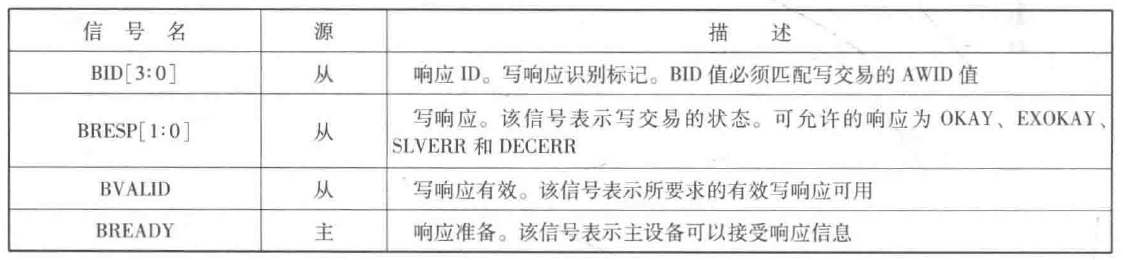 信 号 名 源 描 述
BID[3:0] 从 响应 ID。写响应识别标记。BID 值必须匹配写交易的 AWID 值
BRESP[1:0] 从 写响应。该信号表示写交易的状态。可允许的响应为 OKAY、EXOKAY、
SLVERR 和 DECERR
BVALID 从 写响应有效。该信号表示所要求的有效写响应可用
BREADY 主 响应准备。该信号表示主设备可以接受响应信息